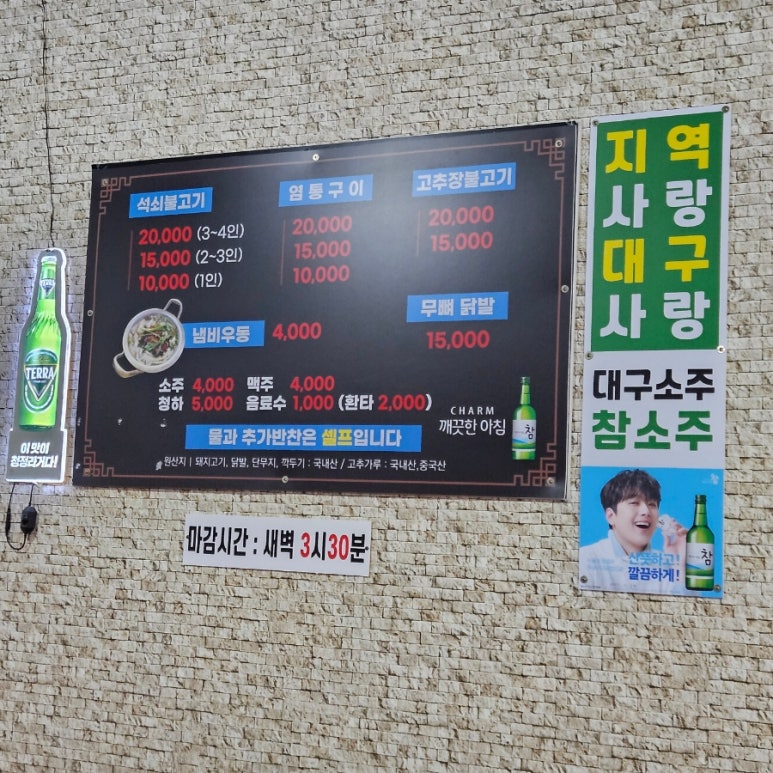 석쇠불고기
20,000 (3~4인)
15,000 (2~3인)
10,000 (1인)
염통구이
20,000
15,000
10,000
고추장불고기
20,000
15,000
냄비우동 4,000
무뼈 닭발
15,000
소주 4,000 맥주 4,000
청하 5,000 음료수 1,000 (환타 2,000)
CHARM
깨끗한 아침
참
물과 추가반찬은 셀프입니다
원산지 | 돼지고기, 닭발, 단무지, 깍두기 : 국내산 / 고추가루 : 국내산,중국산
마감시간 : 새벽 3시30분
TERRA
이 맛이
청정라거다!
지역
사랑
대구
사랑
대구소주
참소주
산뜻하고!
깔끔하게!
참